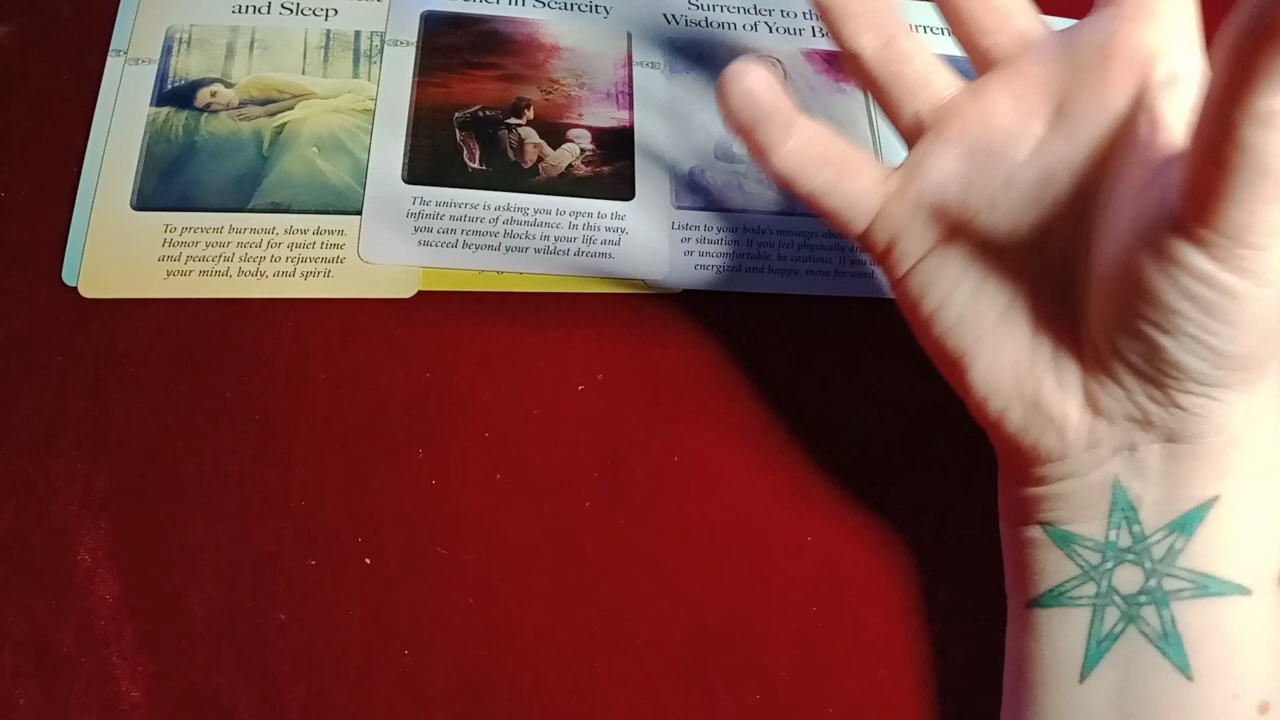 and Sleep
To prevent burnout, slow down.
Honor your need for quiet time
and peaceful sleep to rejuvenate
your mind, body, and spirit.
Belief in Scarcity
The universe is asking you to open to the
infinite nature of abundance. In this way,
you can remove blocks in your life and
succeed beyond your wildest dreams.
Surrender to the
Wisdom of Your
Listen to your body's messages
or situation. If you feel physically
or uncomfortable, be cautious. If you
energized and happy, move forward.